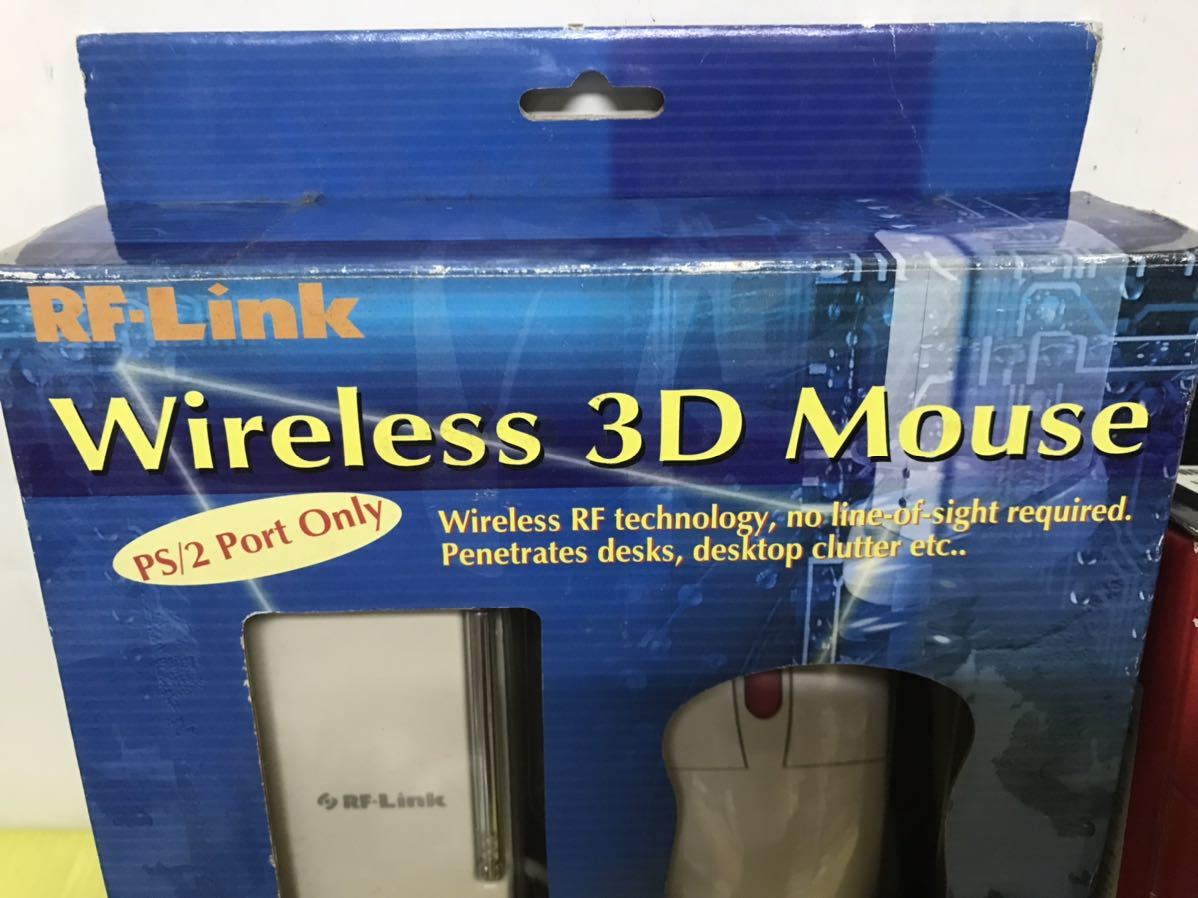 RF-Link
Wireless 3D Mouse
PS/2 Port Only
Wireless RF technology, no line-of-sight required.
Penetrates desks, desktop clutter etc..
RF-Link